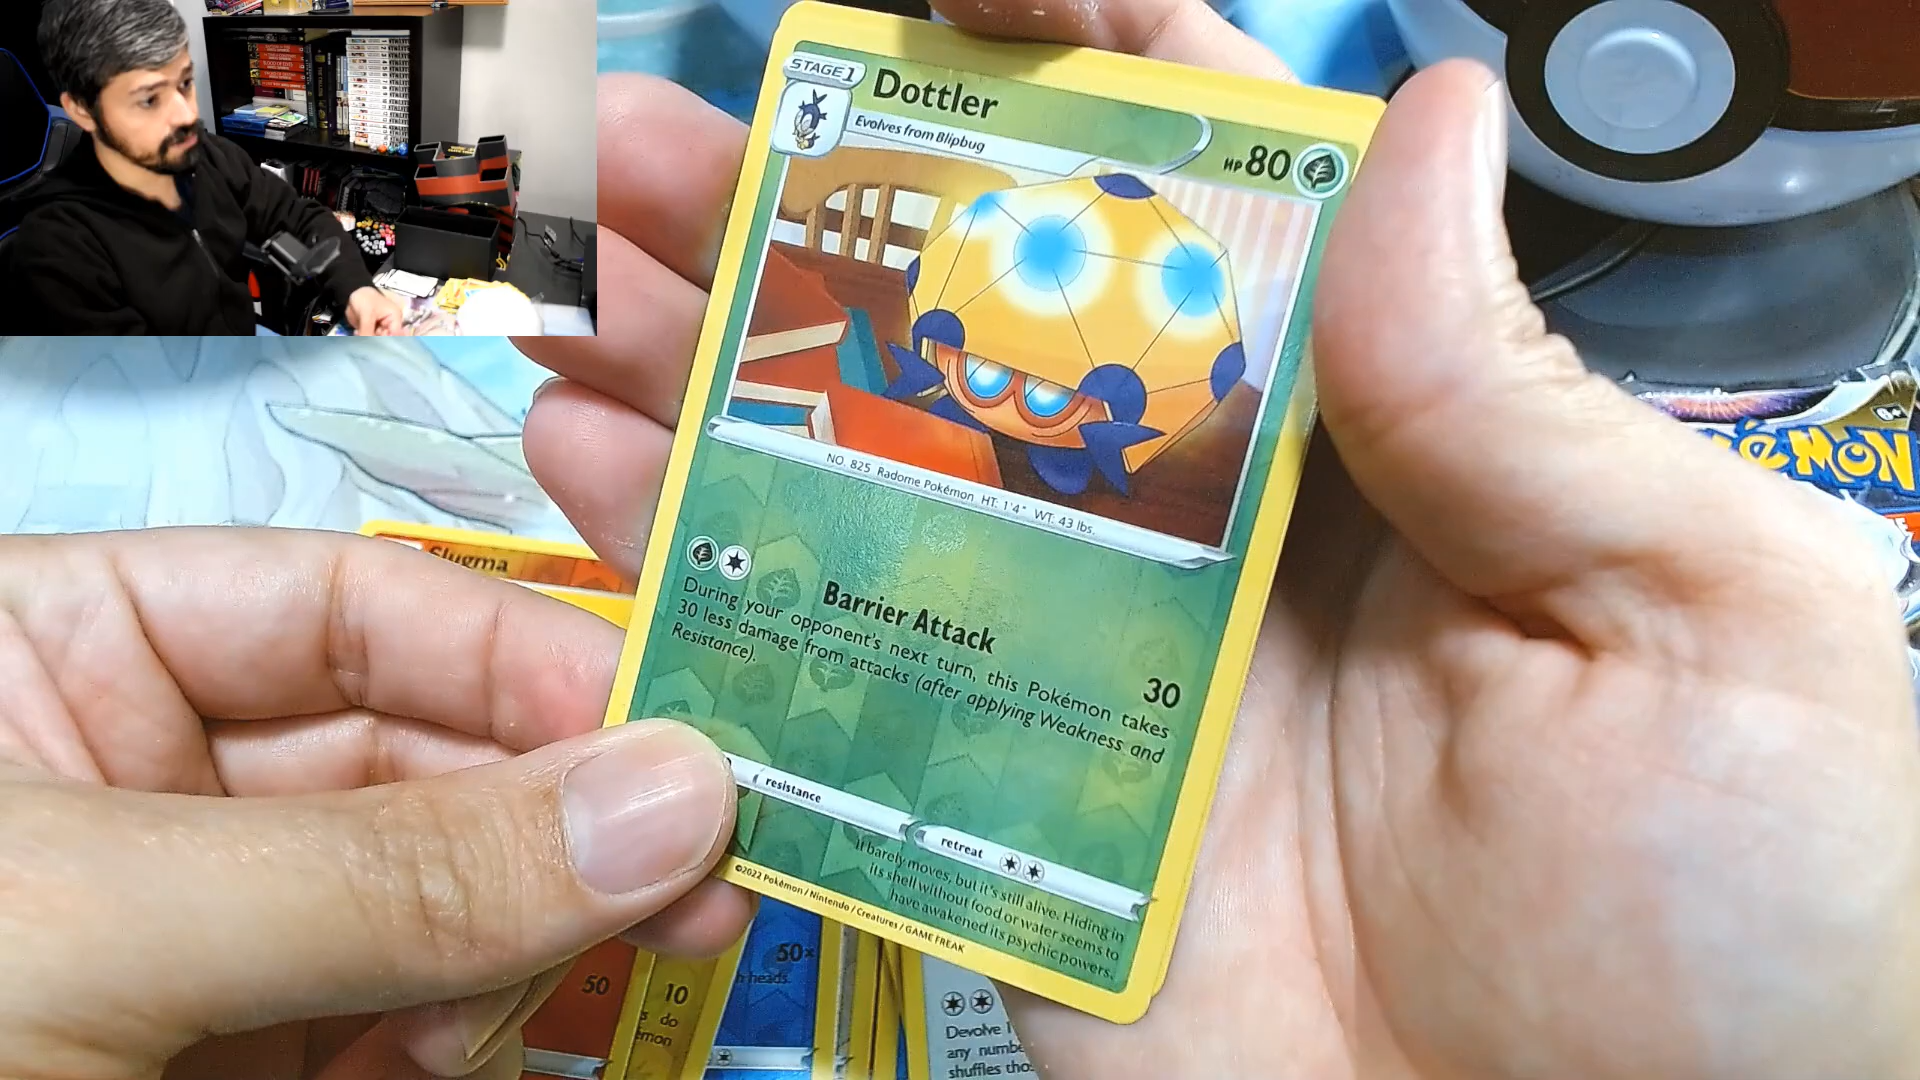 STAGE 1
Dottler
Evolves from Blipbug
HP 80
NO. 825 Radome Pokémon HT: 1'4" WT: 43 lbs.
Barrier Attack
30
During your opponent's next turn, this Pokémon takes
30 less damage from attacks (after applying Weakness and
Resistance).
resistance
retreat
It barely moves, but it's still alive. Hiding in
its shell without food or water seems to
have awakened its psychic powers.
©2022 Pokémon / Nintendo / Creatures / GAME FREAK
Slugma
POKéMON
6+
50
10
50×
heads.
do
Devolve 1
any
shuffles